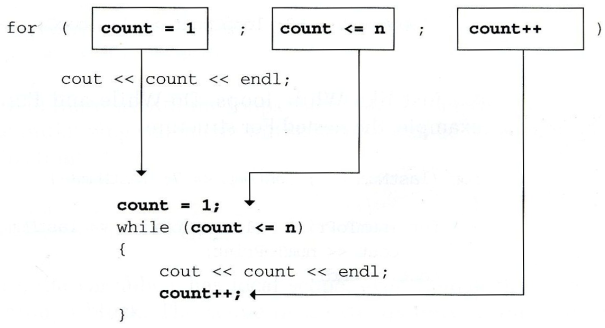 for ( count = 1 ; count <= n ; count++ )
cout << count << endl;
count = 1;
while (count <= n)
{
cout << count << endl;
count++;
}